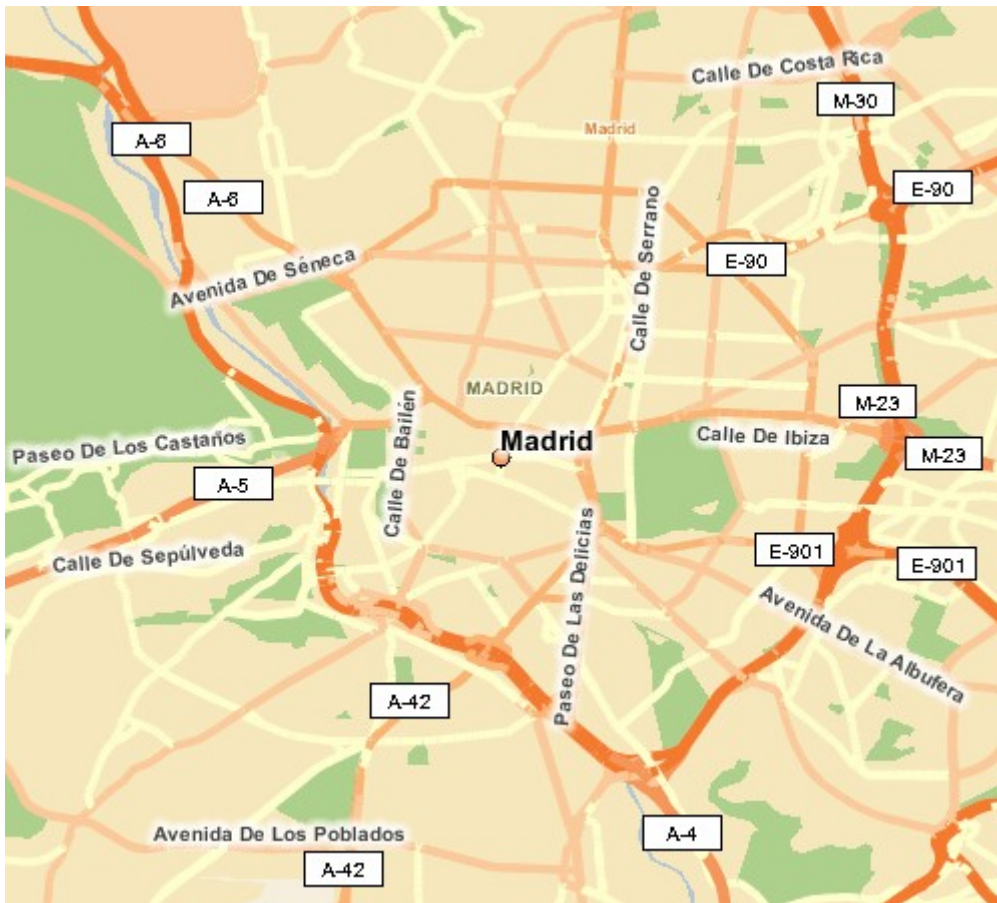 Calle De Costa Rica
M-30
Madrid
A-6
E-90
A-6
Calle De Serrano
E-90
Avenida De Séneca
MADRID
M-23
Calle De Bailén
Madrid
Calle De Ibiza
Paseo De Los Castaños
M-23
A-5
Calle De Sepúlveda
Paseo De Las Delicias
E-901
E-901
Avenida De La Albufera
A-42
Avenida De Los Poblados
A-4
A-42